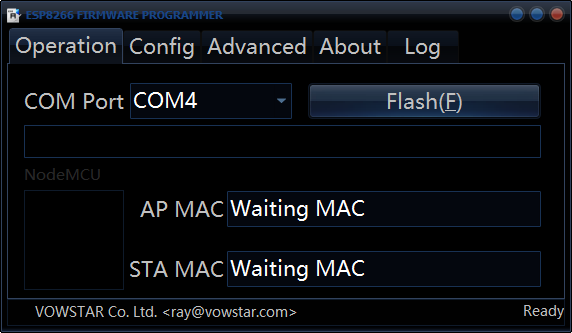 ESP8266 FIRMWARE PROGRAMMER
Operation Config Advanced About Log
COM Port COM4 Flash(F)
NodeMCU
AP MAC Waiting MAC
STA MAC Waiting MAC
VOWSTAR Co. Ltd. <ray@vowstar.com> Ready